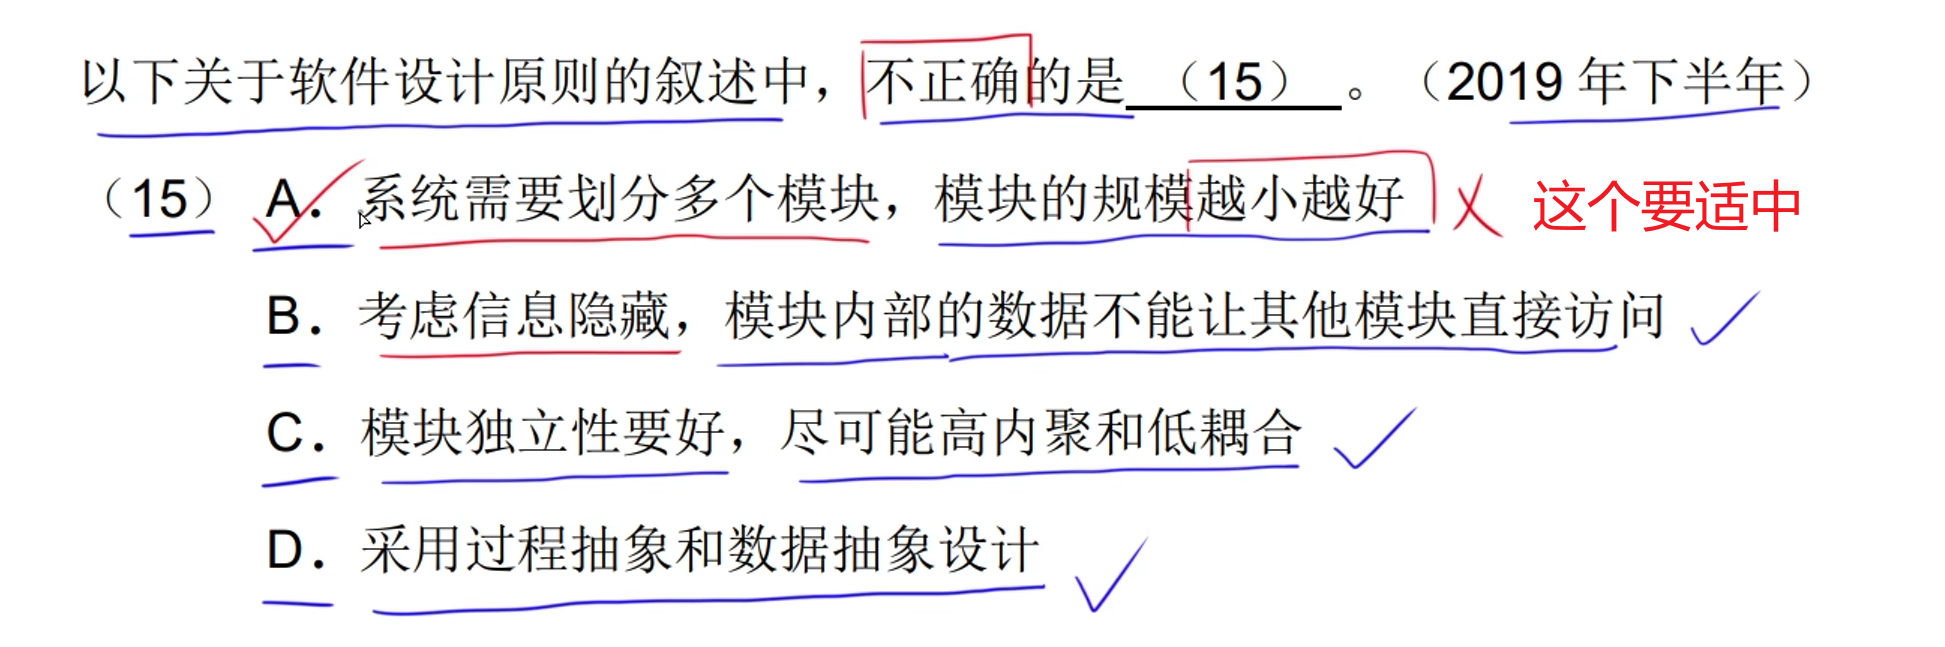 以下关于软件设计原则的叙述中，不正确的是 （15） 。（2019 年下半年）
（15） A. 系统需要划分多个模块，模块的规模越小越好 这个要适中
B. 考虑信息隐藏，模块内部的数据不能让其他模块直接访问
C. 模块独立性要好，尽可能高内聚和低耦合
D. 采用过程抽象和数据抽象设计